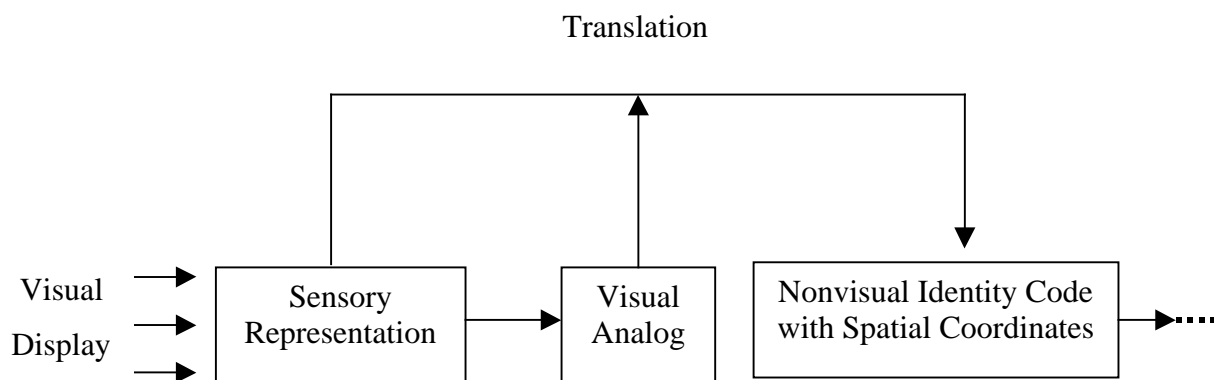 Translation
Visual
Display
Sensory
Representation
Visual
Analog
Nonvisual Identity Code
with Spatial Coordinates